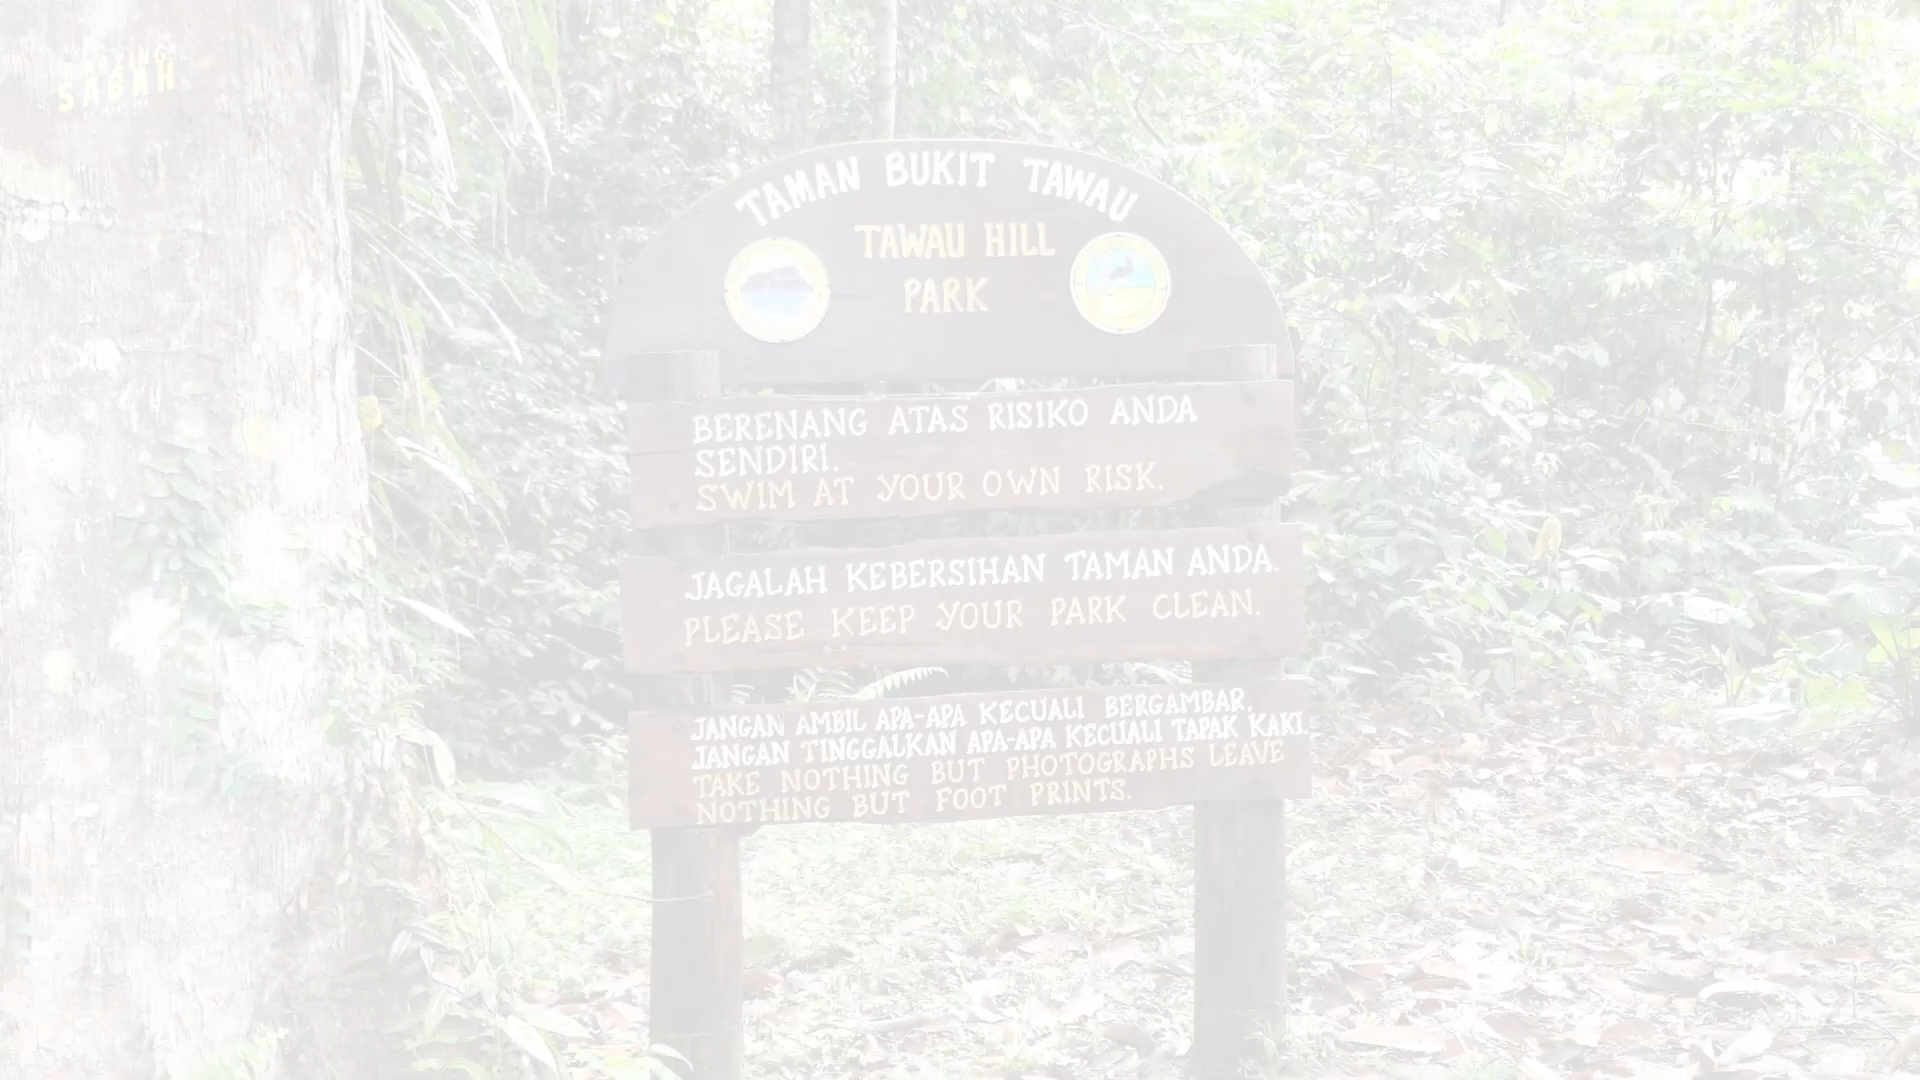 SABAH
TAMAN BUKIT TAWAU
TAWAU HILL
PARK
BERENANG ATAS RISIKO ANDA
SENDIRI.
SWIM AT YOUR OWN RISK.
JAGALAH KEBERSIHAN TAMAN ANDA.
PLEASE KEEP YOUR PARK CLEAN.
JANGAN AMBIL APA-APA KECUALI BERGAMBAR,
JANGAN TINGGALKAN APA-APA KECUALI TAPAK KAKI.
TAKE NOTHING BUT PHOTOGRAPHS LEAVE
NOTHING BUT FOOT PRINTS.